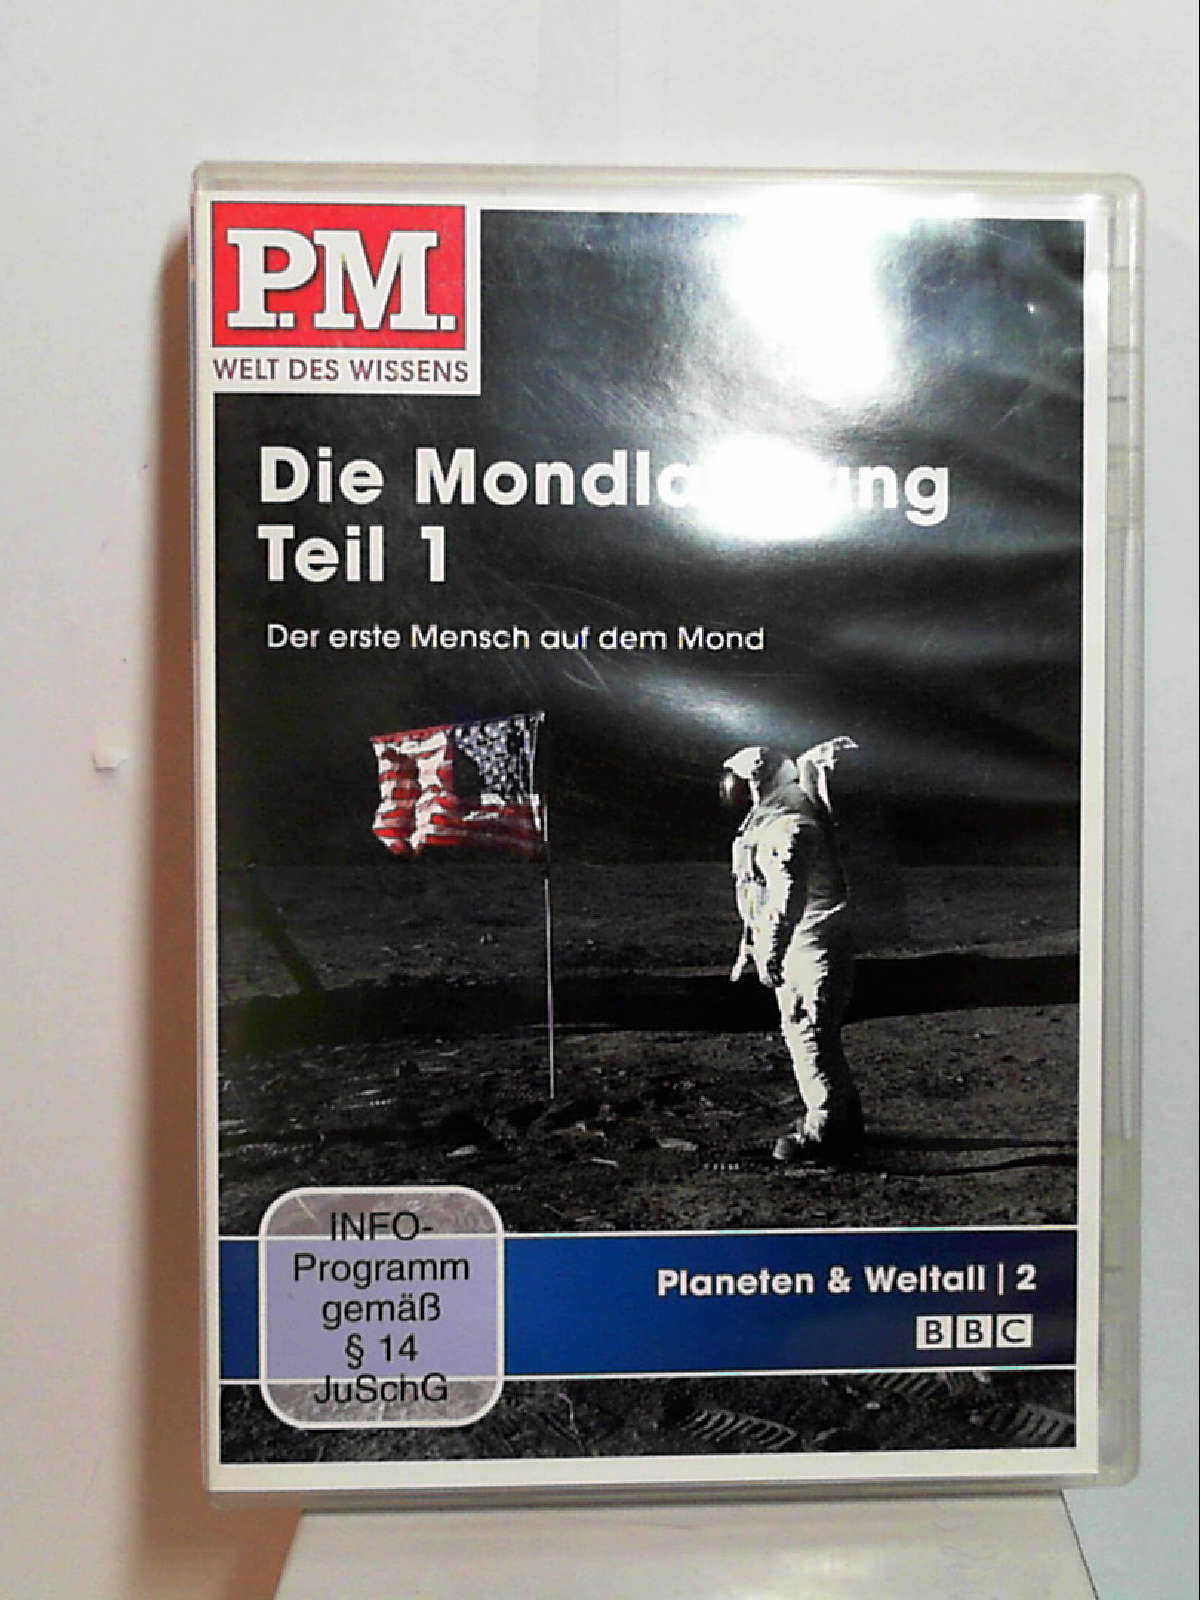 P.M.
WELT DES WISSENS
Die
Teil 1
Der erste Mensch auf dem Mond
INFO-
Programm
gemäß
§ 14
JuSchG
Planeten & Weltall | 2
BBC